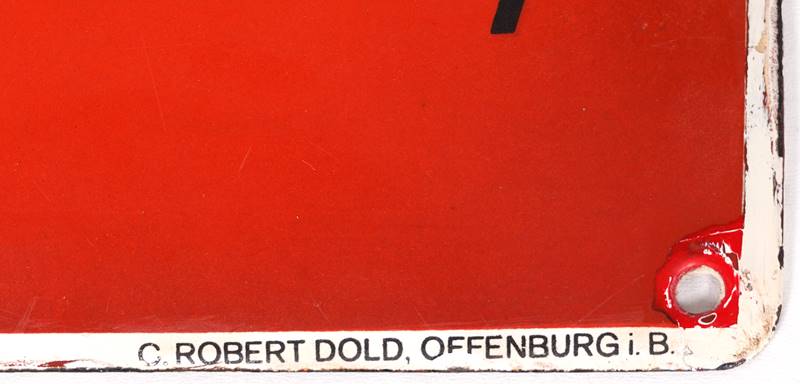 C. ROBERT DOLD, OFFENBURG i. B.